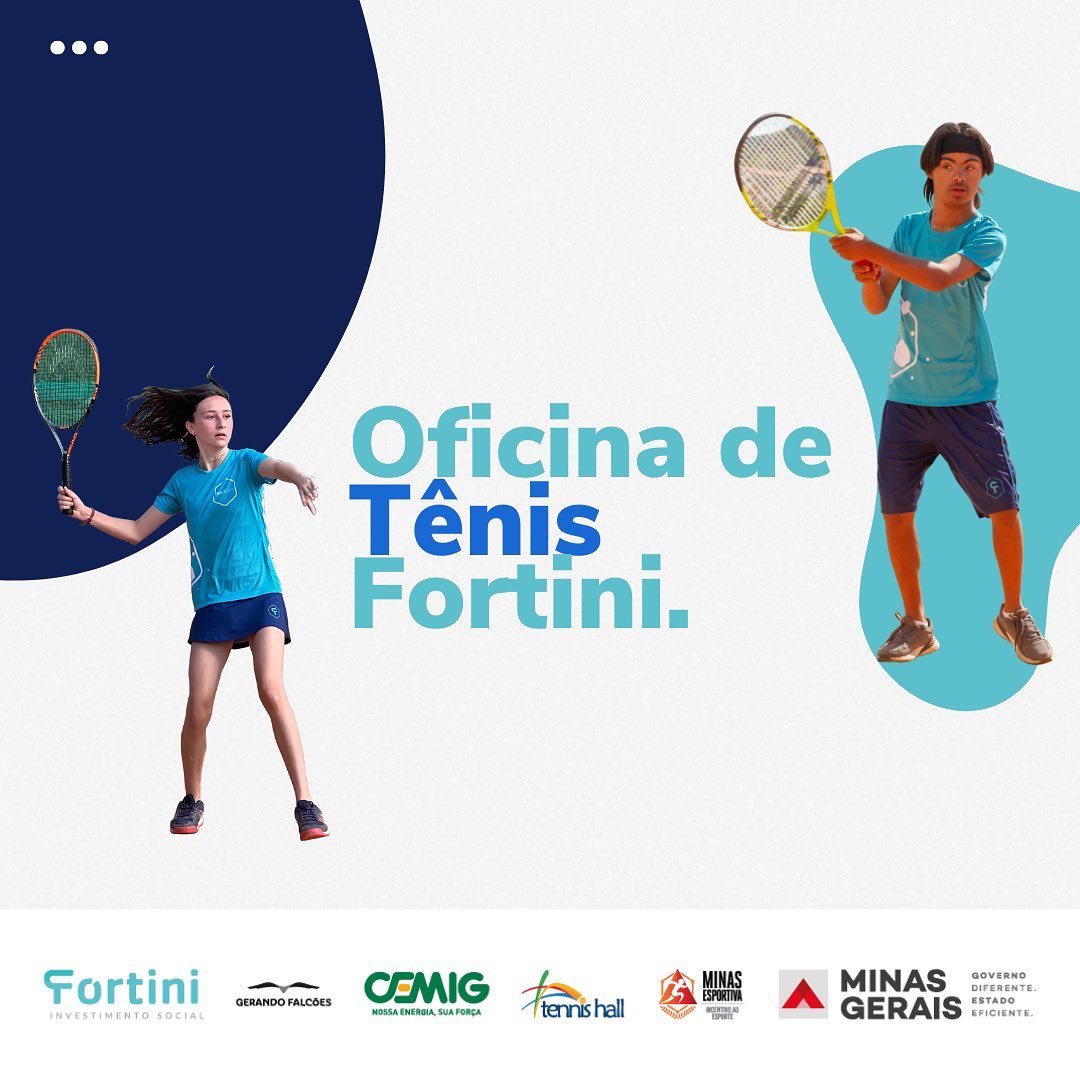 Oficina de
Tênis
Fortini.
Fortini
INVESTIMENTO SOCIAL
GERANDO FALCÕES
CEMIG
NOSSA ENERGIA, SUA FORÇA
tennis hall
MINAS
ESPORTIVA
INCENTIVO AO
ESPORTE
MINAS
GERAIS
GOVERNO
DIFERENTE.
ESTADO
EFICIENTE.